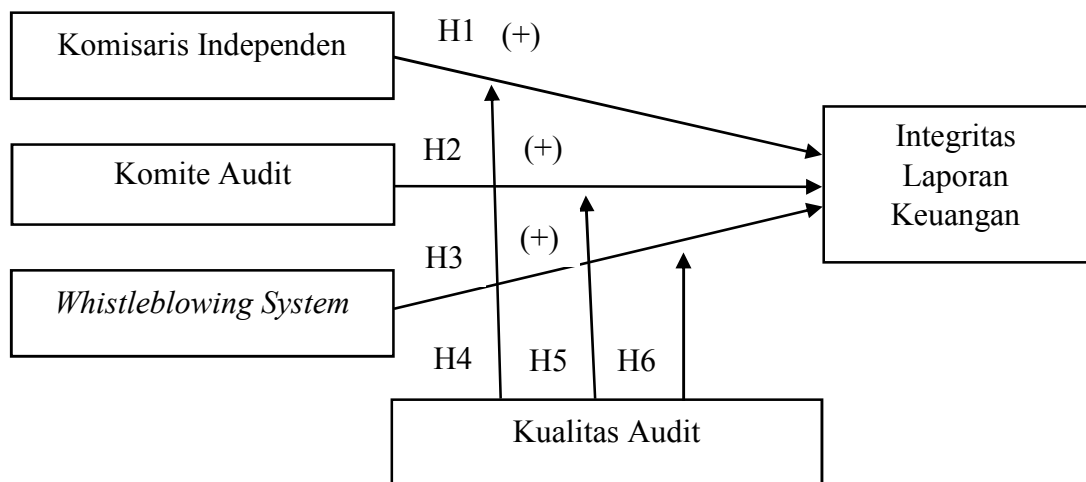 Komisaris Independen
H1 (+)
Komite Audit
H2 (+)
Integritas
Laporan
Keuangan
Whistleblowing System
H3 (+)
H4 H5 H6
Kualitas Audit